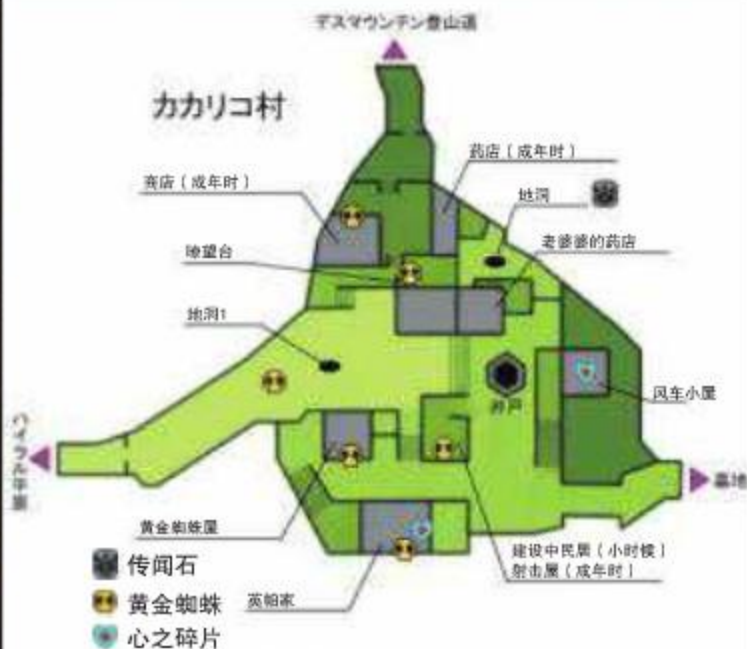 デスマウンテン登山道
カカリコ村
药店（成年时）
商店（成年时）
地洞
老婆婆的药店
瞭望台
地洞1
井戸
风车小屋
ハイラル平原
墓地
黄金蜘蛛屋
建设中民居（小时候）
射击屋（成年时）
传闻石
黄金蜘蛛
英帕家
心之碎片